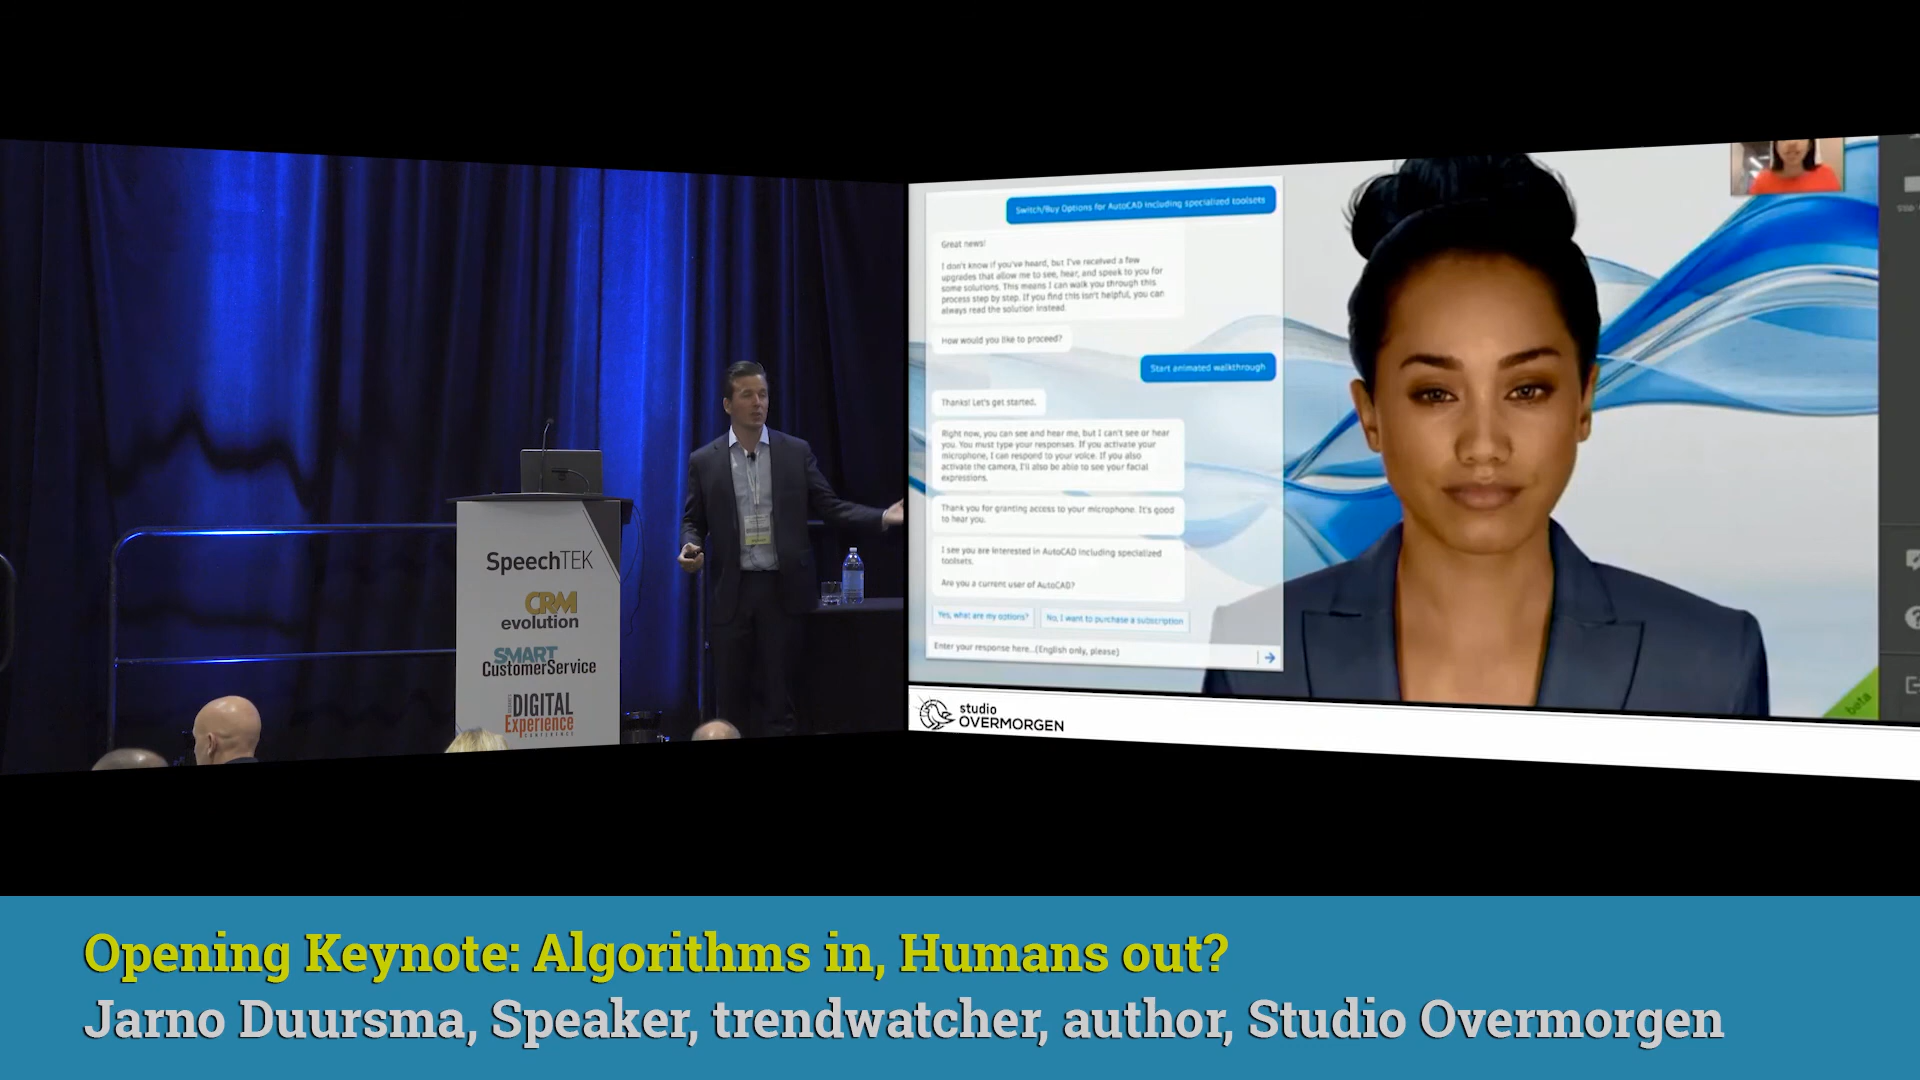 SpeechTEK
CRM
evolution
SMART
CustomerService
DIGITAL
Experience
CONFERENCE
Switch/Buy Options for AutoCAD including specialized toolsets
Great news!
I don't know if you've heard, but I've received a few
upgrades that allow me to see, hear, and speak to you for
some solutions. This means I can walk you through this
process step by step. If you find this isn't helpful, you can
always read the solution instead.
How would you like to proceed?
Start animated walkthrough
Thanks! Let's get started.
Right now, you can see and hear me, but I can't see or hear
you. You must type your responses. If you activate your
microphone, I can respond to your voice. If you also
activate the camera, I'll also be able to see your facial
expressions.
Thank you for granting access to your microphone. It's good
to hear you.
I see you are interested in AutoCAD including specialized
toolsets.
Are you a current user of AutoCAD?
Yes, what are my options?
No, I want to purchase a subscription
Enter your response here...(English only, please)
beta
studio
OVERMORGEN
Opening Keynote: Algorithms in, Humans out?
Jarno Duursma, Speaker, trendwatcher, author, Studio Overmorgen